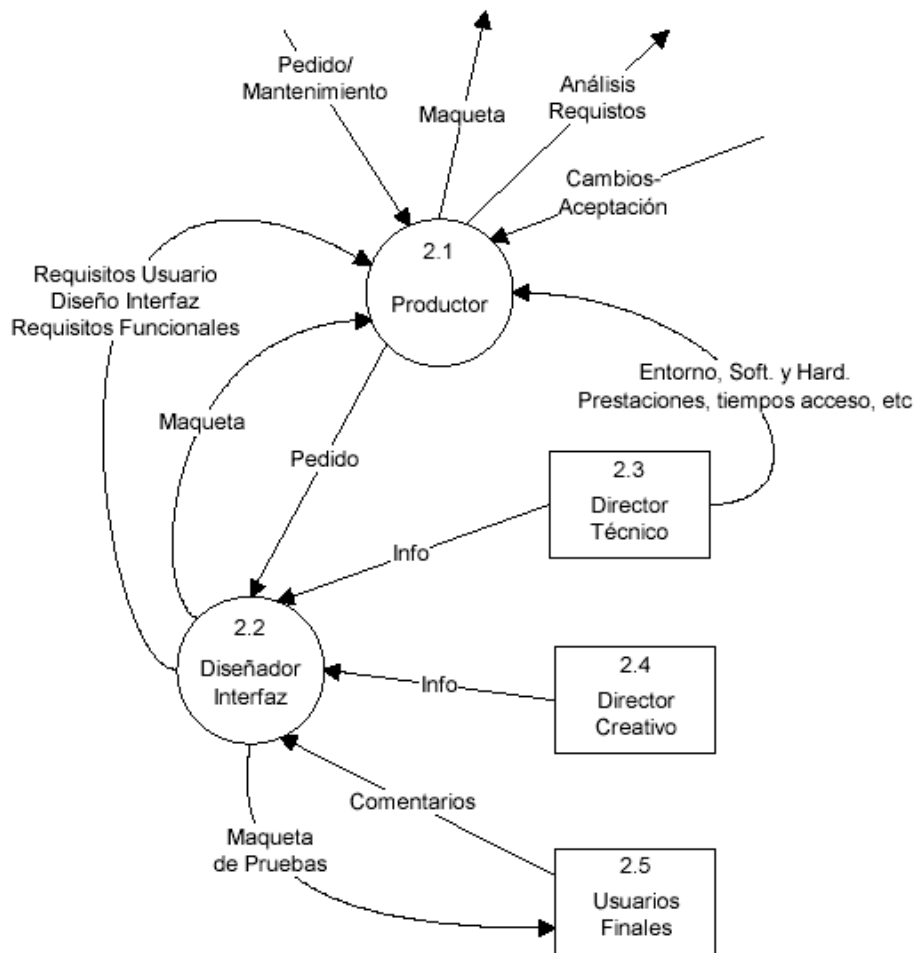 Pedido/
Mantenimiento
Maqueta
Análisis
Requistos
Cambios-
Aceptación
2.1
Productor
Requisitos Usuario
Diseño Interfaz
Requisitos Funcionales
Maqueta
Pedido
Entorno, Soft. y Hard.
Prestaciones, tiempos acceso, etc
2.3
Director
Técnico
Info
2.2
Diseñador
Interfaz
Info
2.4
Director
Creativo
Comentarios
Maqueta
de Pruebas
2.5
Usuarios
Finales